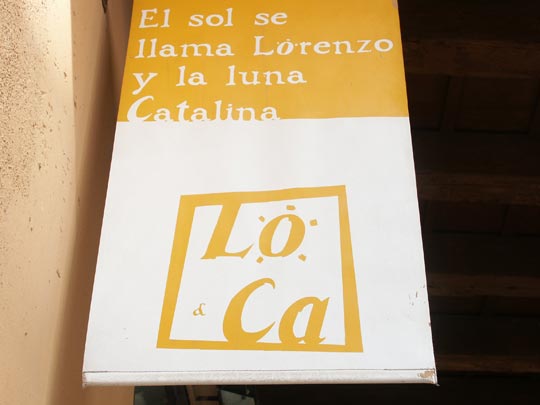 El sol se
llama Lorenzo
y la luna
Catalina
Lo
& Ca